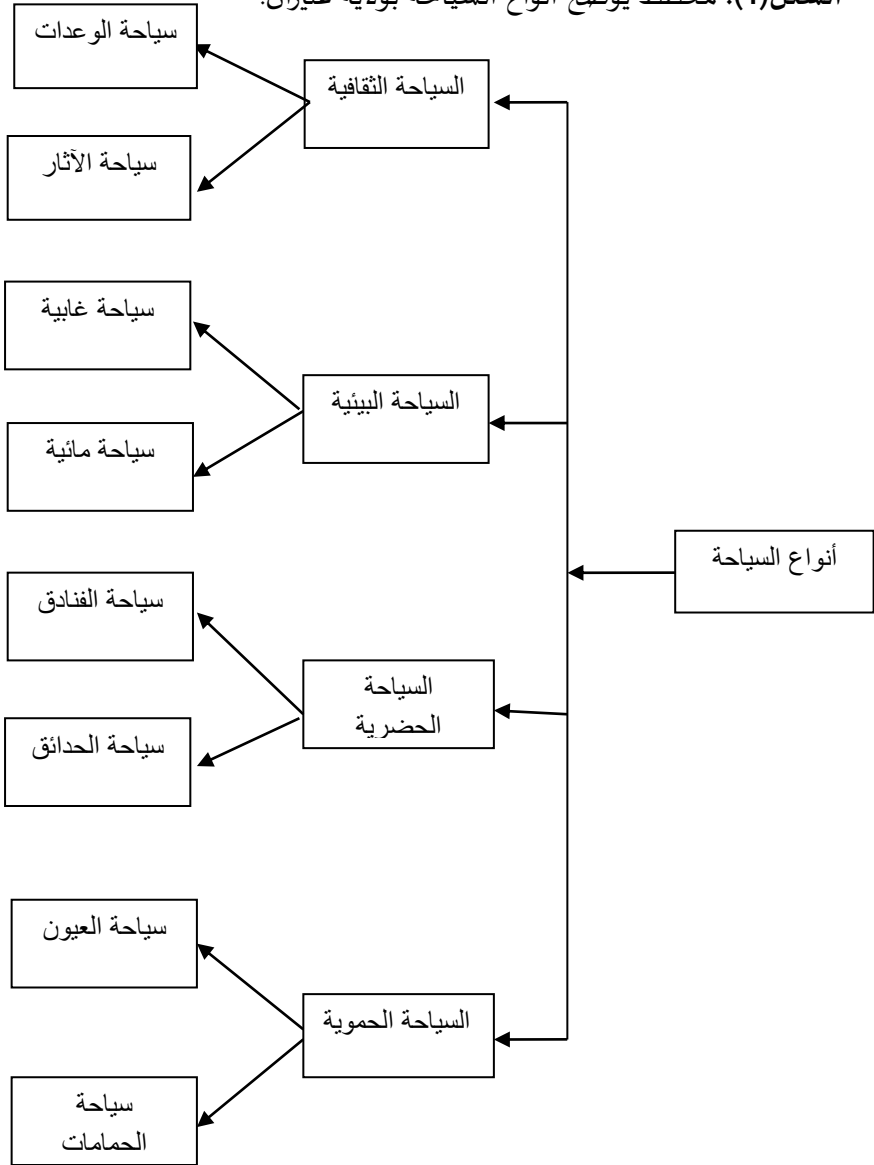 الشكل(1): مخطط يوضح أنواع السياحة بولاية غليزان.
سياحة الوعدات
السياحة الثقافية
سياحة الآثار
سياحة غابية
السياحة البيئية
سياحة مائية
أنواع السياحة
سياحة الفنادق
السياحة
الحضرية
سياحة الحدائق
سياحة العيون
السياحة الحموية
سياحة
الحمامات